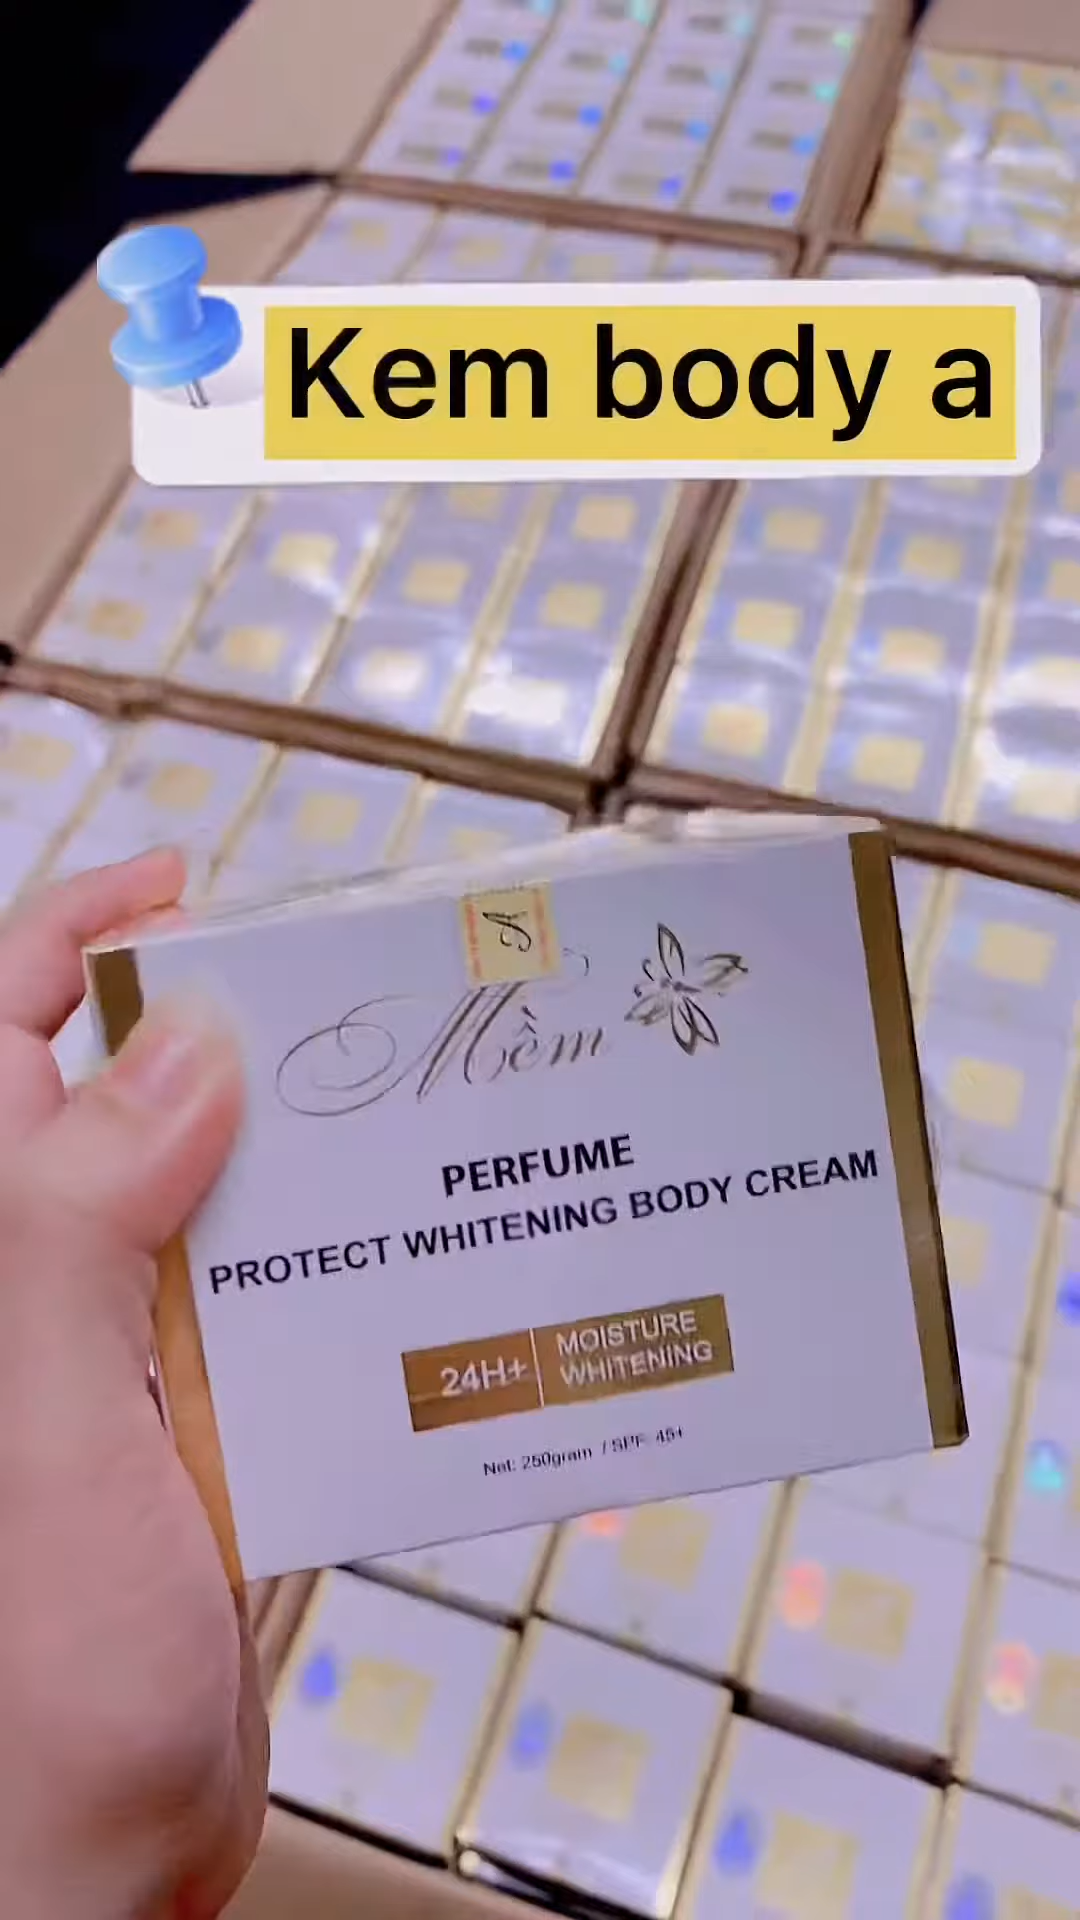 Kem body a
Mềm
PERFUME
PROTECT WHITENING BODY CREAM
24H+
MOISTURE
WHITENING
Net: 250gram / SPF: 45+